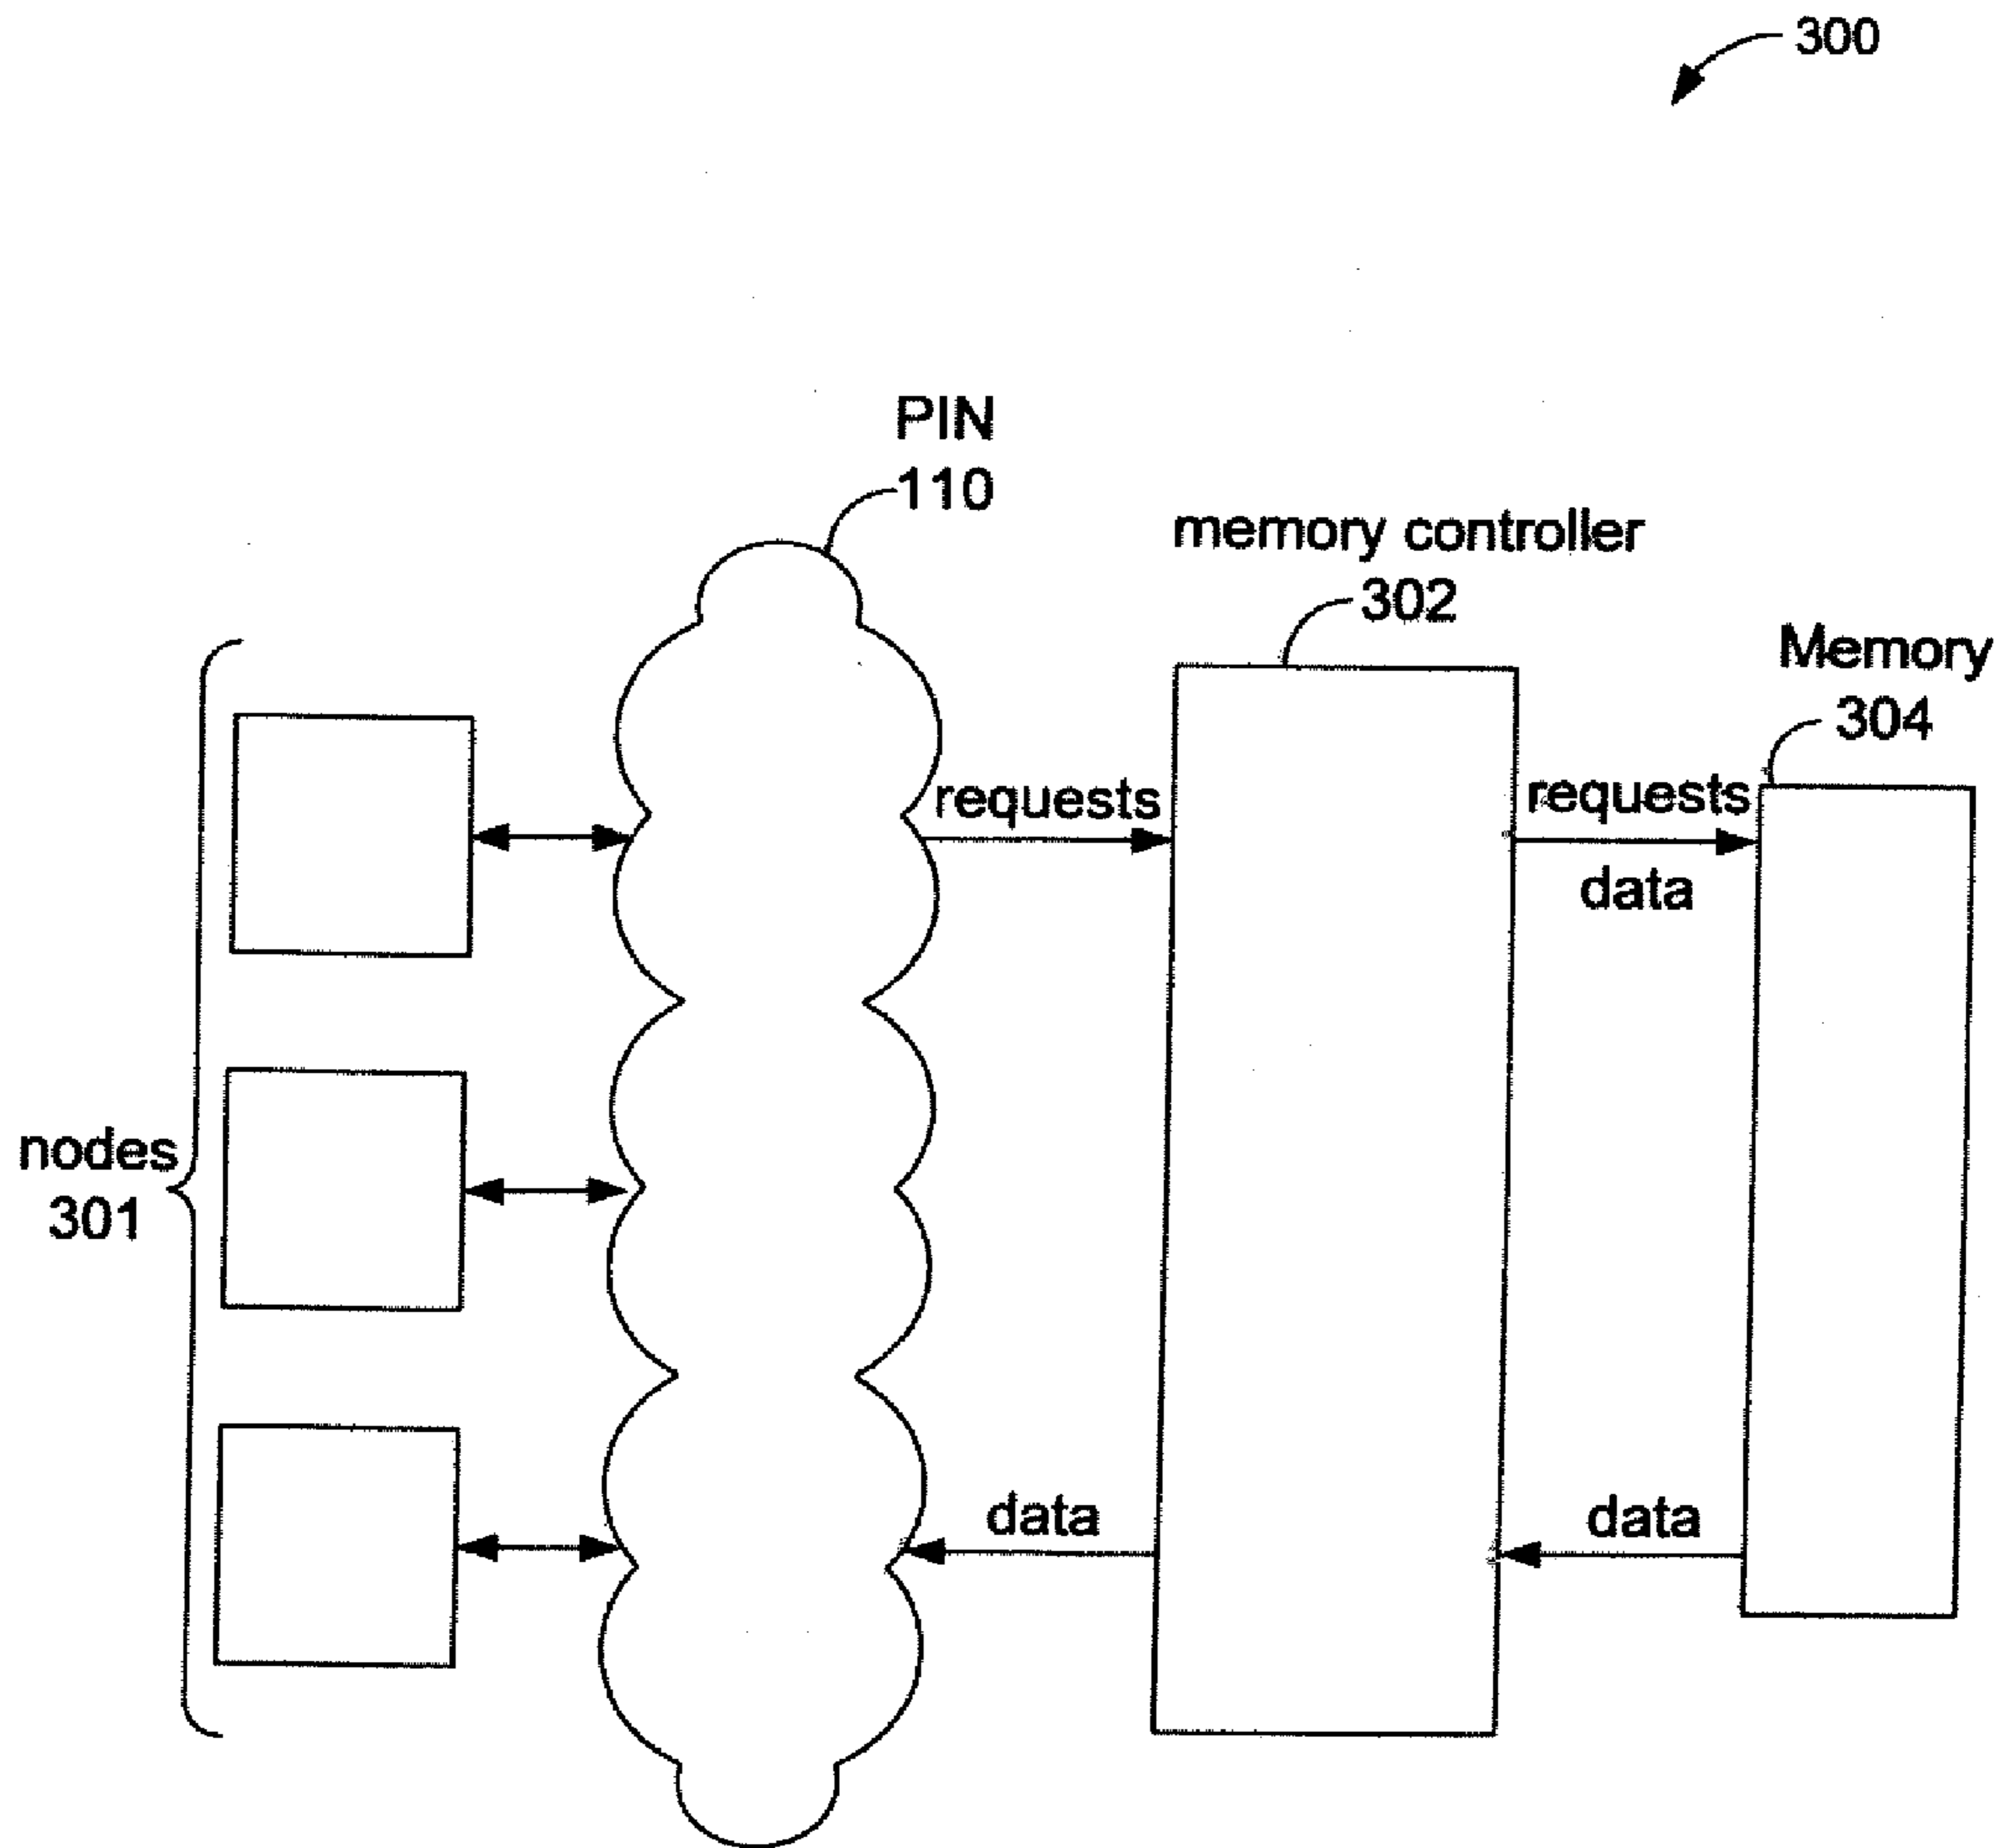 300
PIN
110
memory controller
302
Memory
304
requests
requests
data
nodes
301
data
data